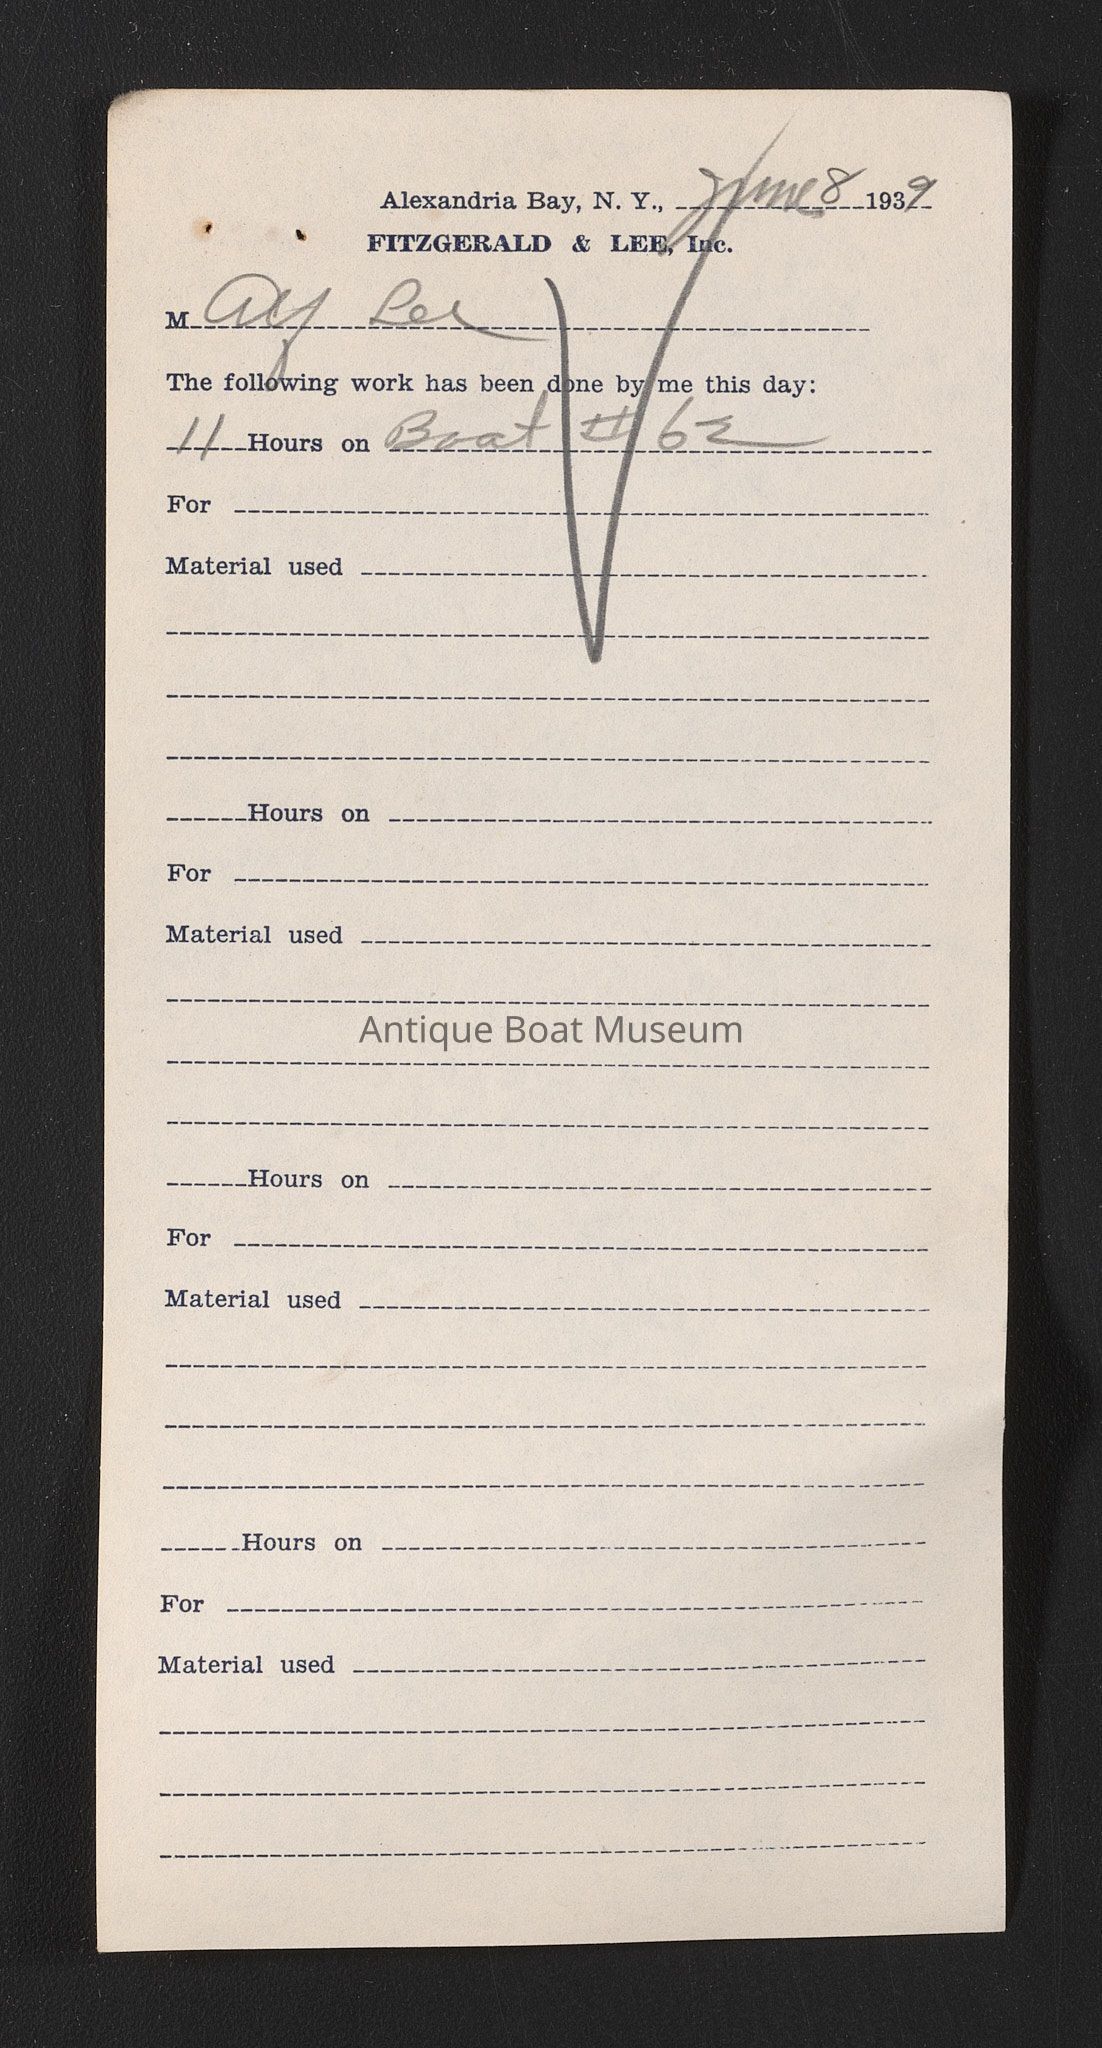 Alexandria Bay, N. Y., June 8 1939
FITZGERALD & LEE, Inc.
M Alf Lee
The following work has been done by me this day:
11 Hours on Boat # 62
For
Material used
Hours on
For
Material used
Antique Boat Museum
Hours on
For
Material used
Hours on
For
Material used